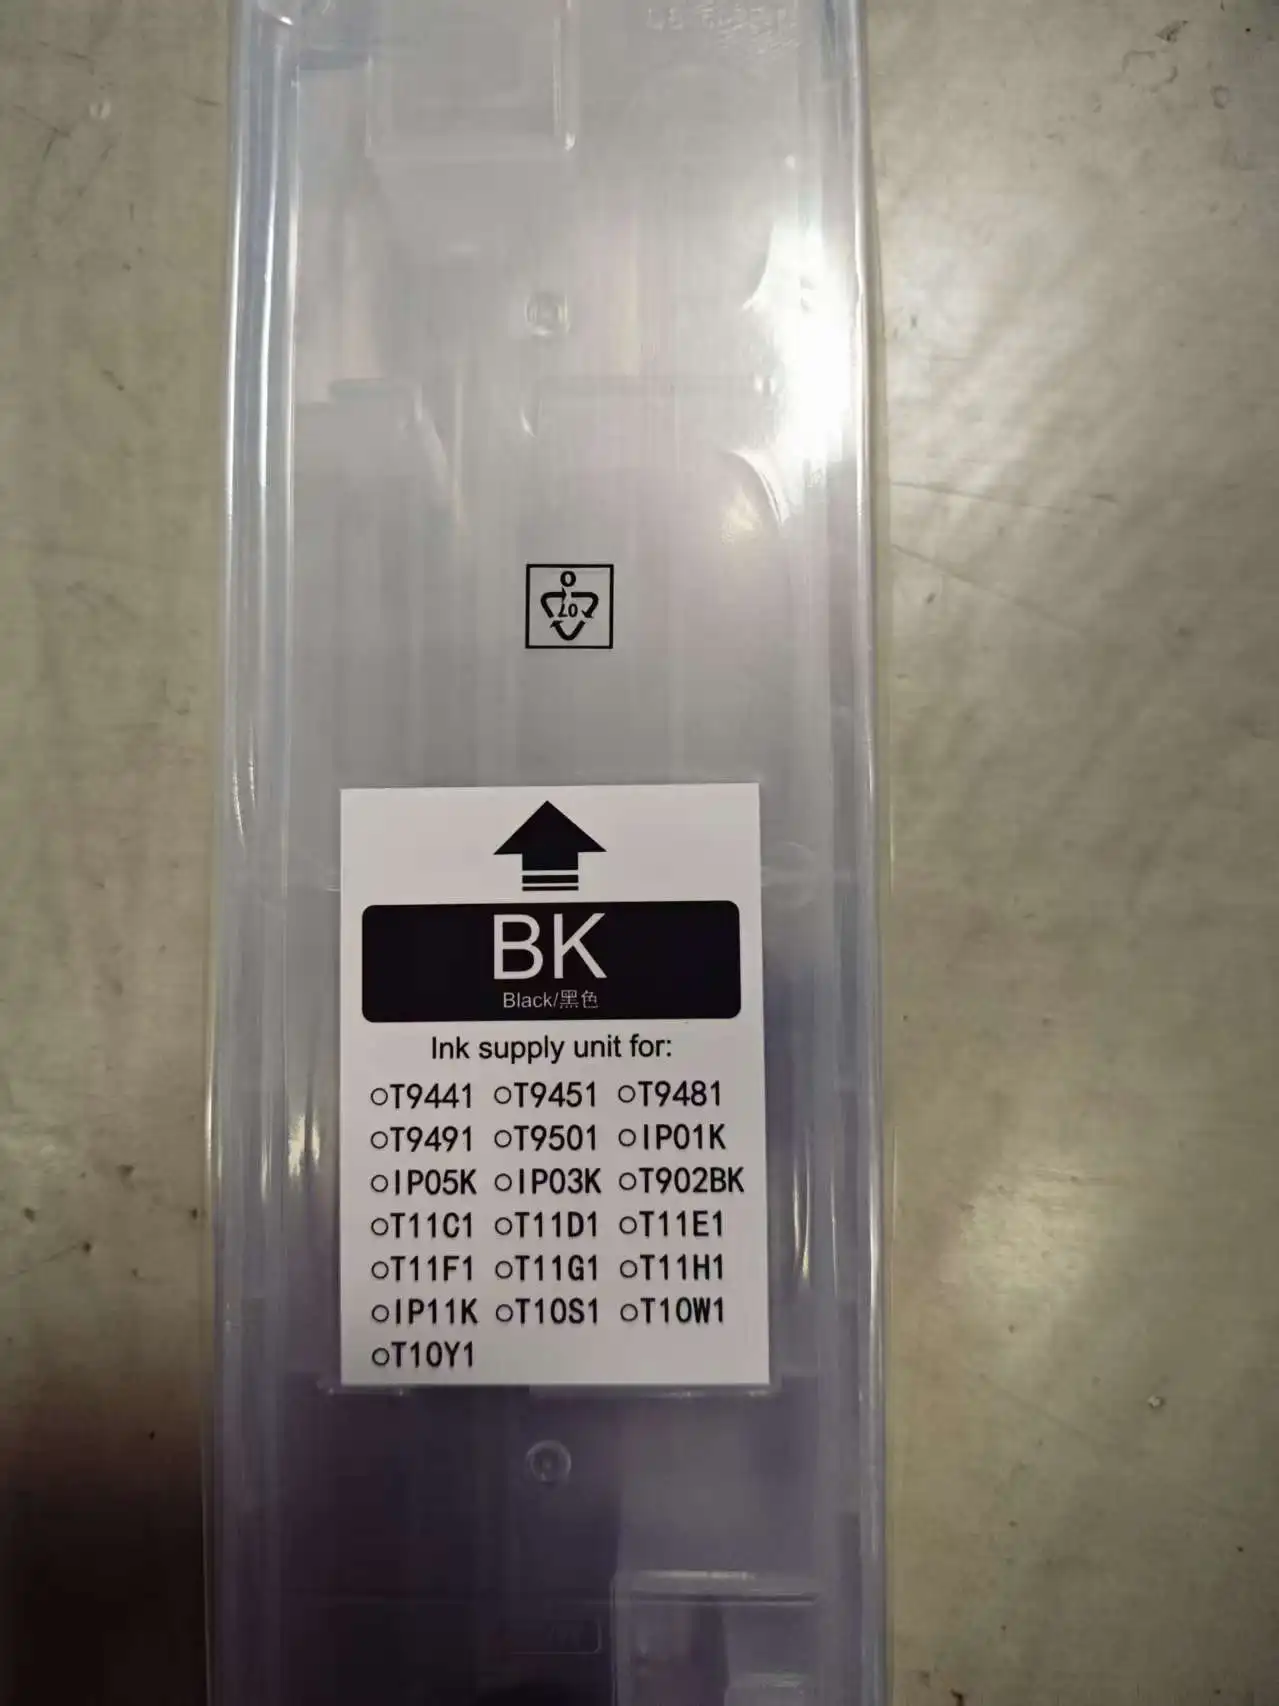 07
BK
Black/黑色
Ink supply unit for:
○T9441 ○T9451 ○T9481
○T9491 ○T9501 ○IP01K
○IP05K ○IP03K ○T902BK
○T11C1 ○T11D1 ○T11E1
○T11F1 ○T11G1 ○T11H1
○IP11K ○T10S1 ○T10W1
○T10Y1